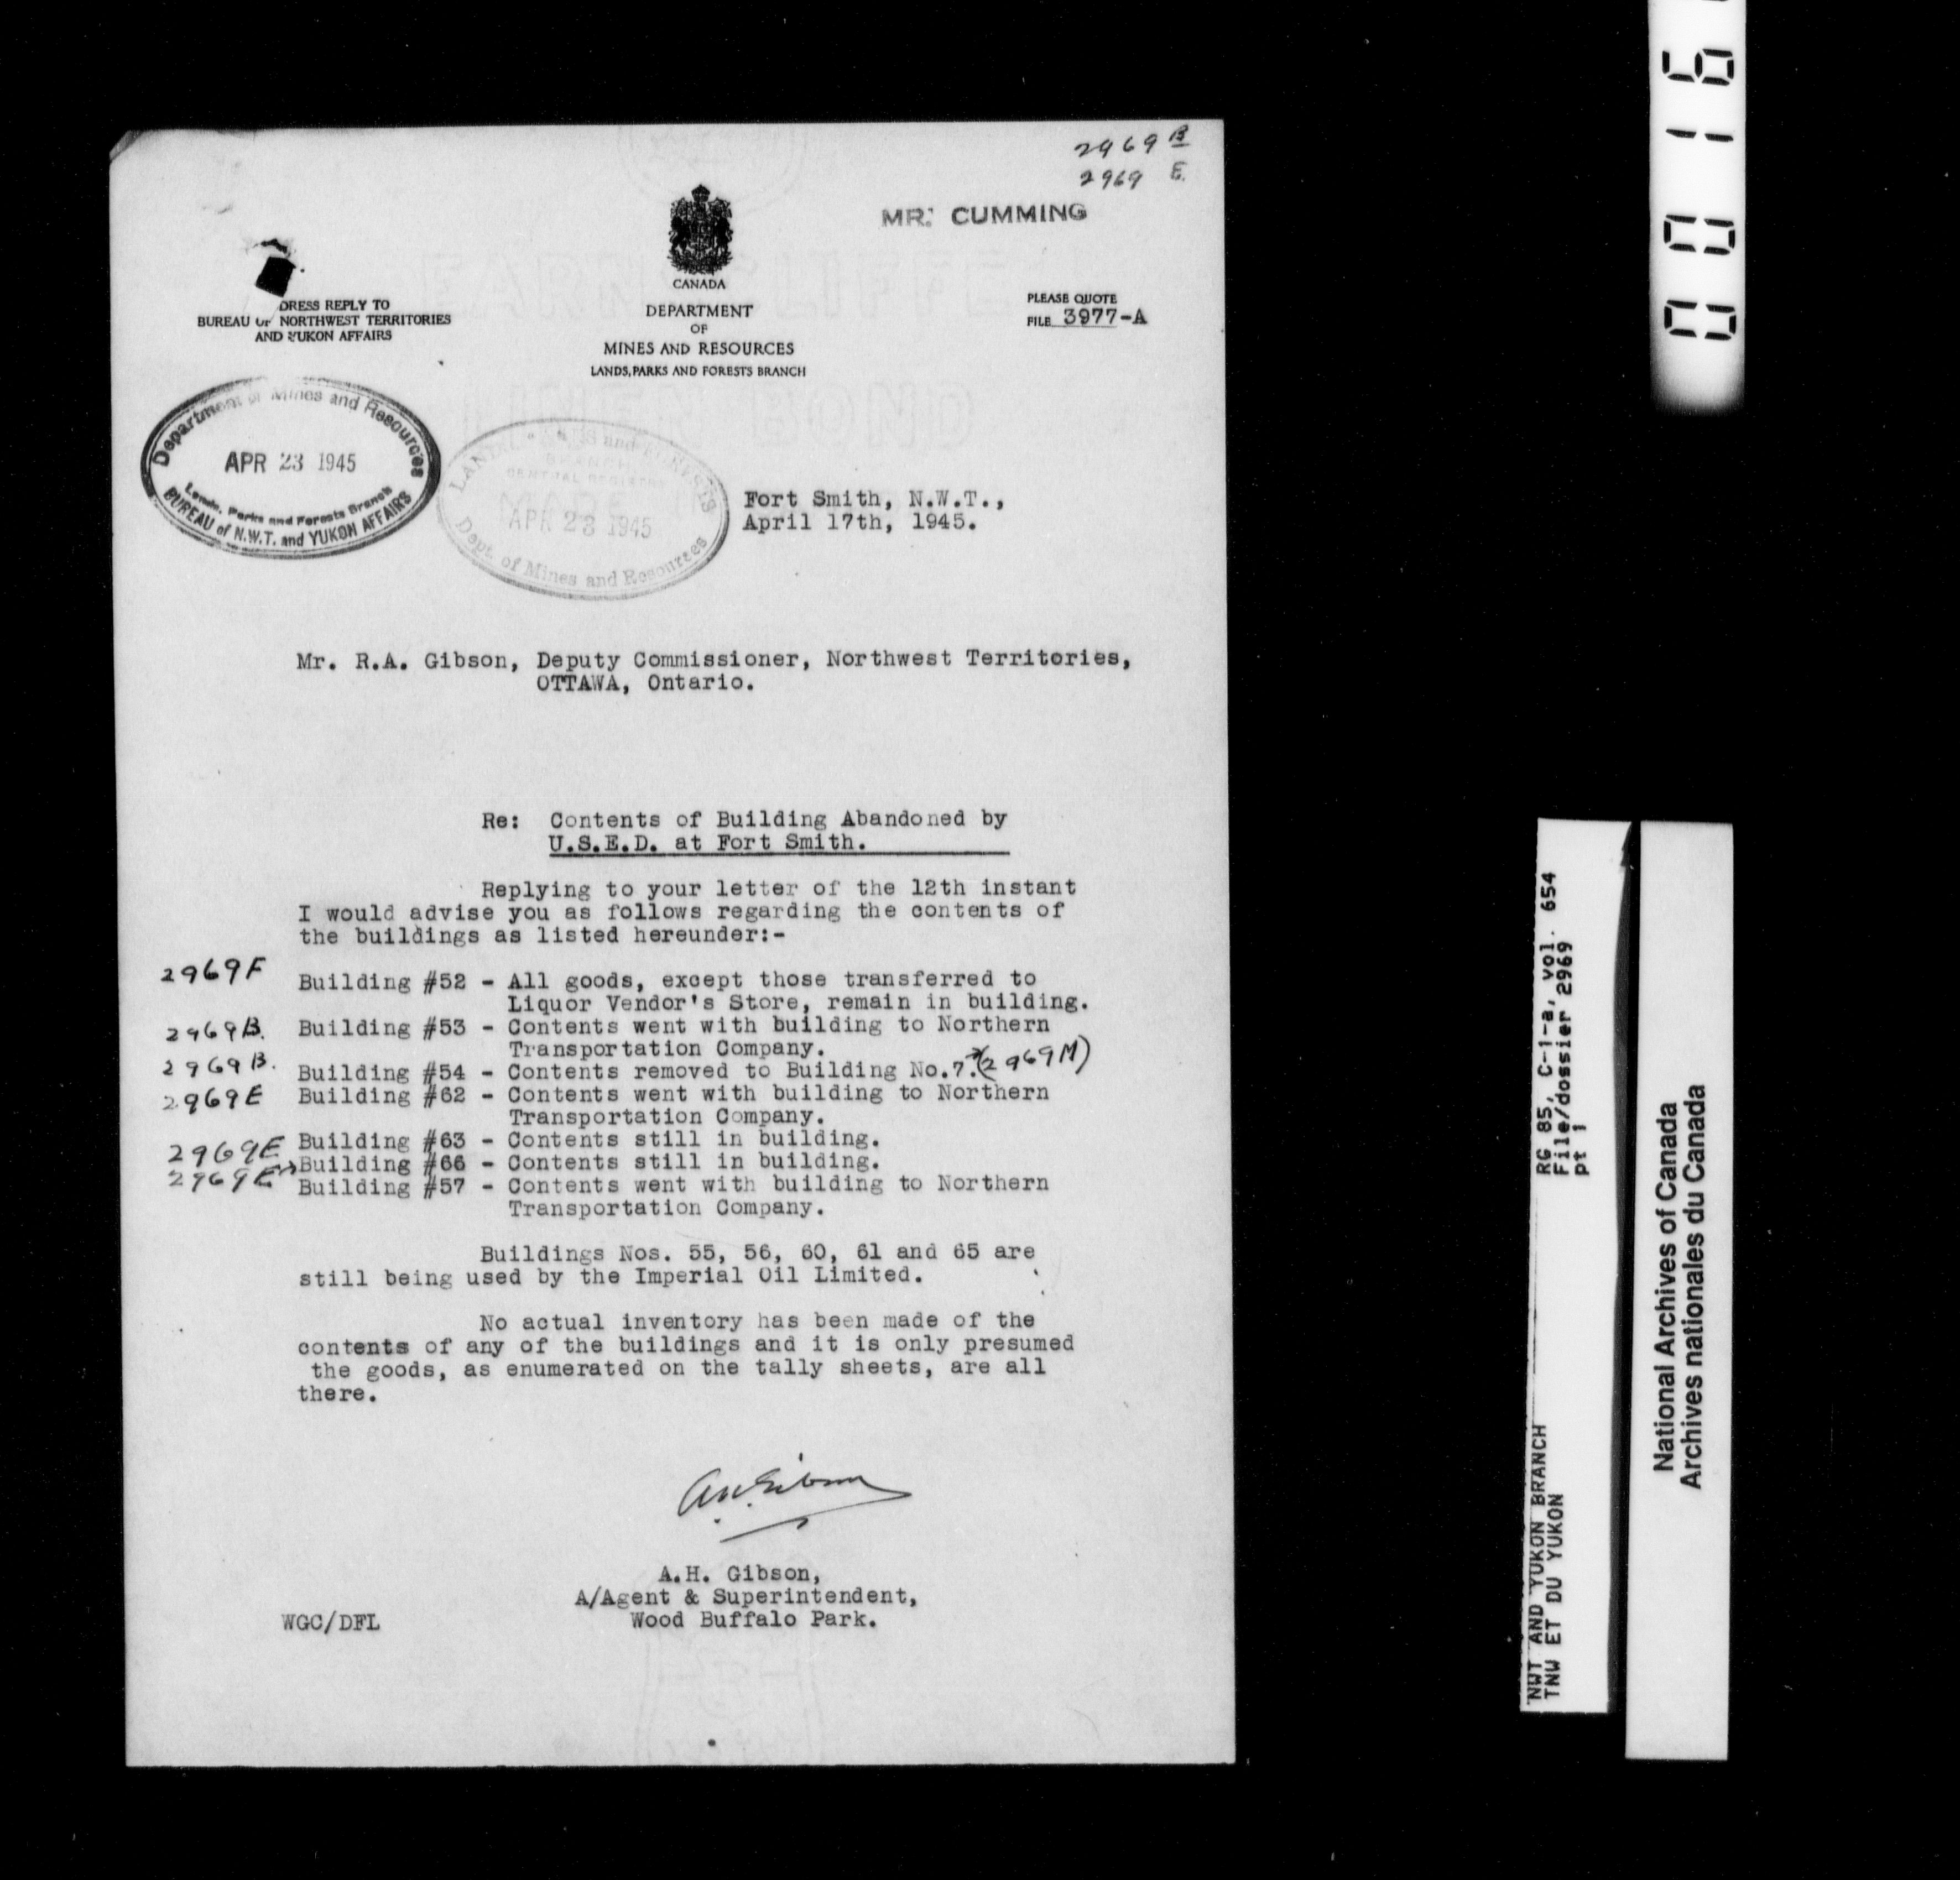 2969 B
2969 E.
MR. CUMMING
CANADA
DRESS REPLY TO
BUREAU OF NORTHWEST TERRITORIES
AND YUKON AFFAIRS
DEPARTMENT
OF
MINES AND RESOURCES
LANDS, PARKS AND FORESTS BRANCH
PLEASE QUOTE
FILE 3977-A
Department of Mines and Resources
APR 23 1945
Lands, Parks and Forests Branch
BUREAU of N.W.T. and YUKON AFFAIRS
BRANCH
CENTRAL REGISTRY
APR 23 1945
Dept. of Mines and Resources
Fort Smith, N.W.T.,
April 17th, 1945.
Mr. R.A. Gibson, Deputy Commissioner, Northwest Territories,
OTTAWA, Ontario.
Re: Contents of Building Abandoned by
U.S.E.D. at Fort Smith.
Replying to your letter of the 12th instant
I would advise you as follows regarding the contents of
the buildings as listed hereunder:-
2969F Building #52 - All goods, except those transferred to
Liquor Vendor's Store, remain in building.
2969B. Building #53 - Contents went with building to Northern
Transportation Company.
2969B. Building #54 - Contents removed to Building No.7. (2969M)
2969E Building #62 - Contents went with building to Northern
Transportation Company.
2969E Building #63 - Contents still in building.
2969E Building #66 - Contents still in building.
Building #57 - Contents went with building to Northern
Transportation Company.
Buildings Nos. 55, 56, 60, 61 and 65 are
still being used by the Imperial Oil Limited.
No actual inventory has been made of the
contents of any of the buildings and it is only presumed
the goods, as enumerated on the tally sheets, are all
there.
A.H. Gibson
A.H. Gibson,
A/Agent & Superintendent,
Wood Buffalo Park.
WGC/DFL
RG 85, C-1-a, vol. 654
File/dossier 2969
pt 1
NWT AND YUKON BRANCH
TNW ET DU YUKON
National Archives of Canada
Archives nationales du Canada